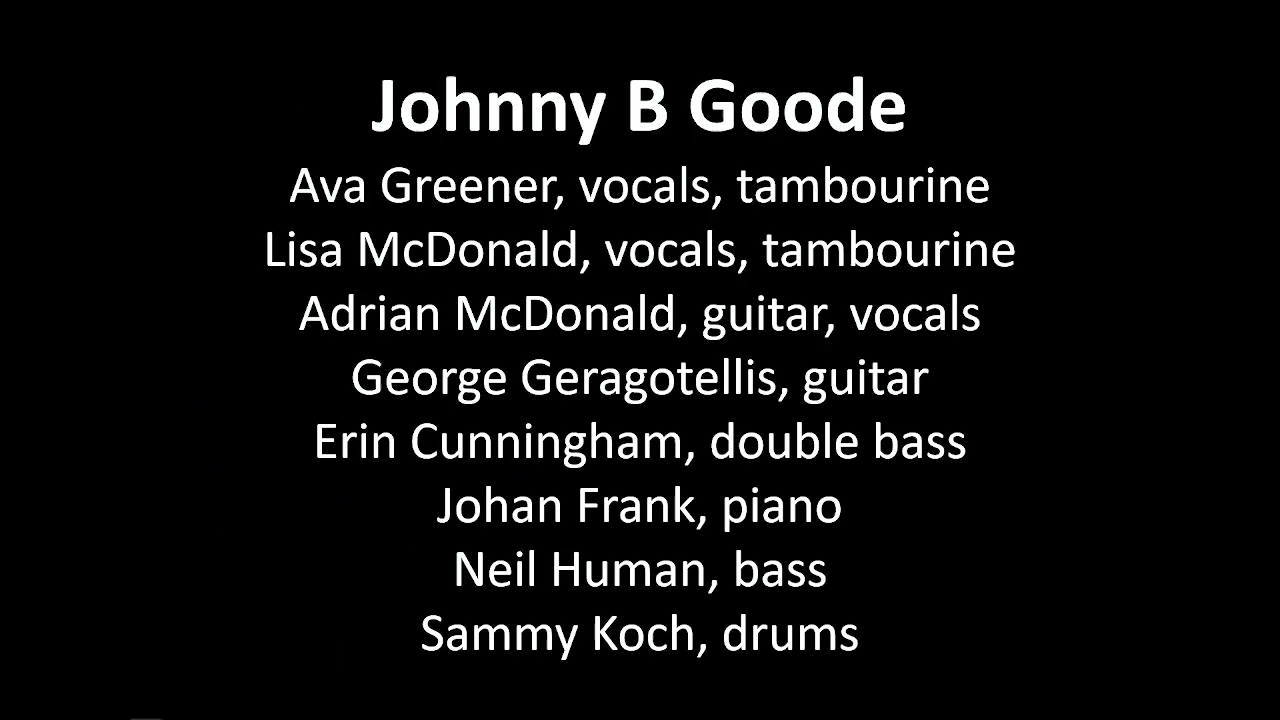 Johnny B Goode
Ava Greener, vocals, tambourine
Lisa McDonald, vocals, tambourine
Adrian McDonald, guitar, vocals
George Geragotellis, guitar
Erin Cunningham, double bass
Johan Frank, piano
Neil Human, bass
Sammy Koch, drums